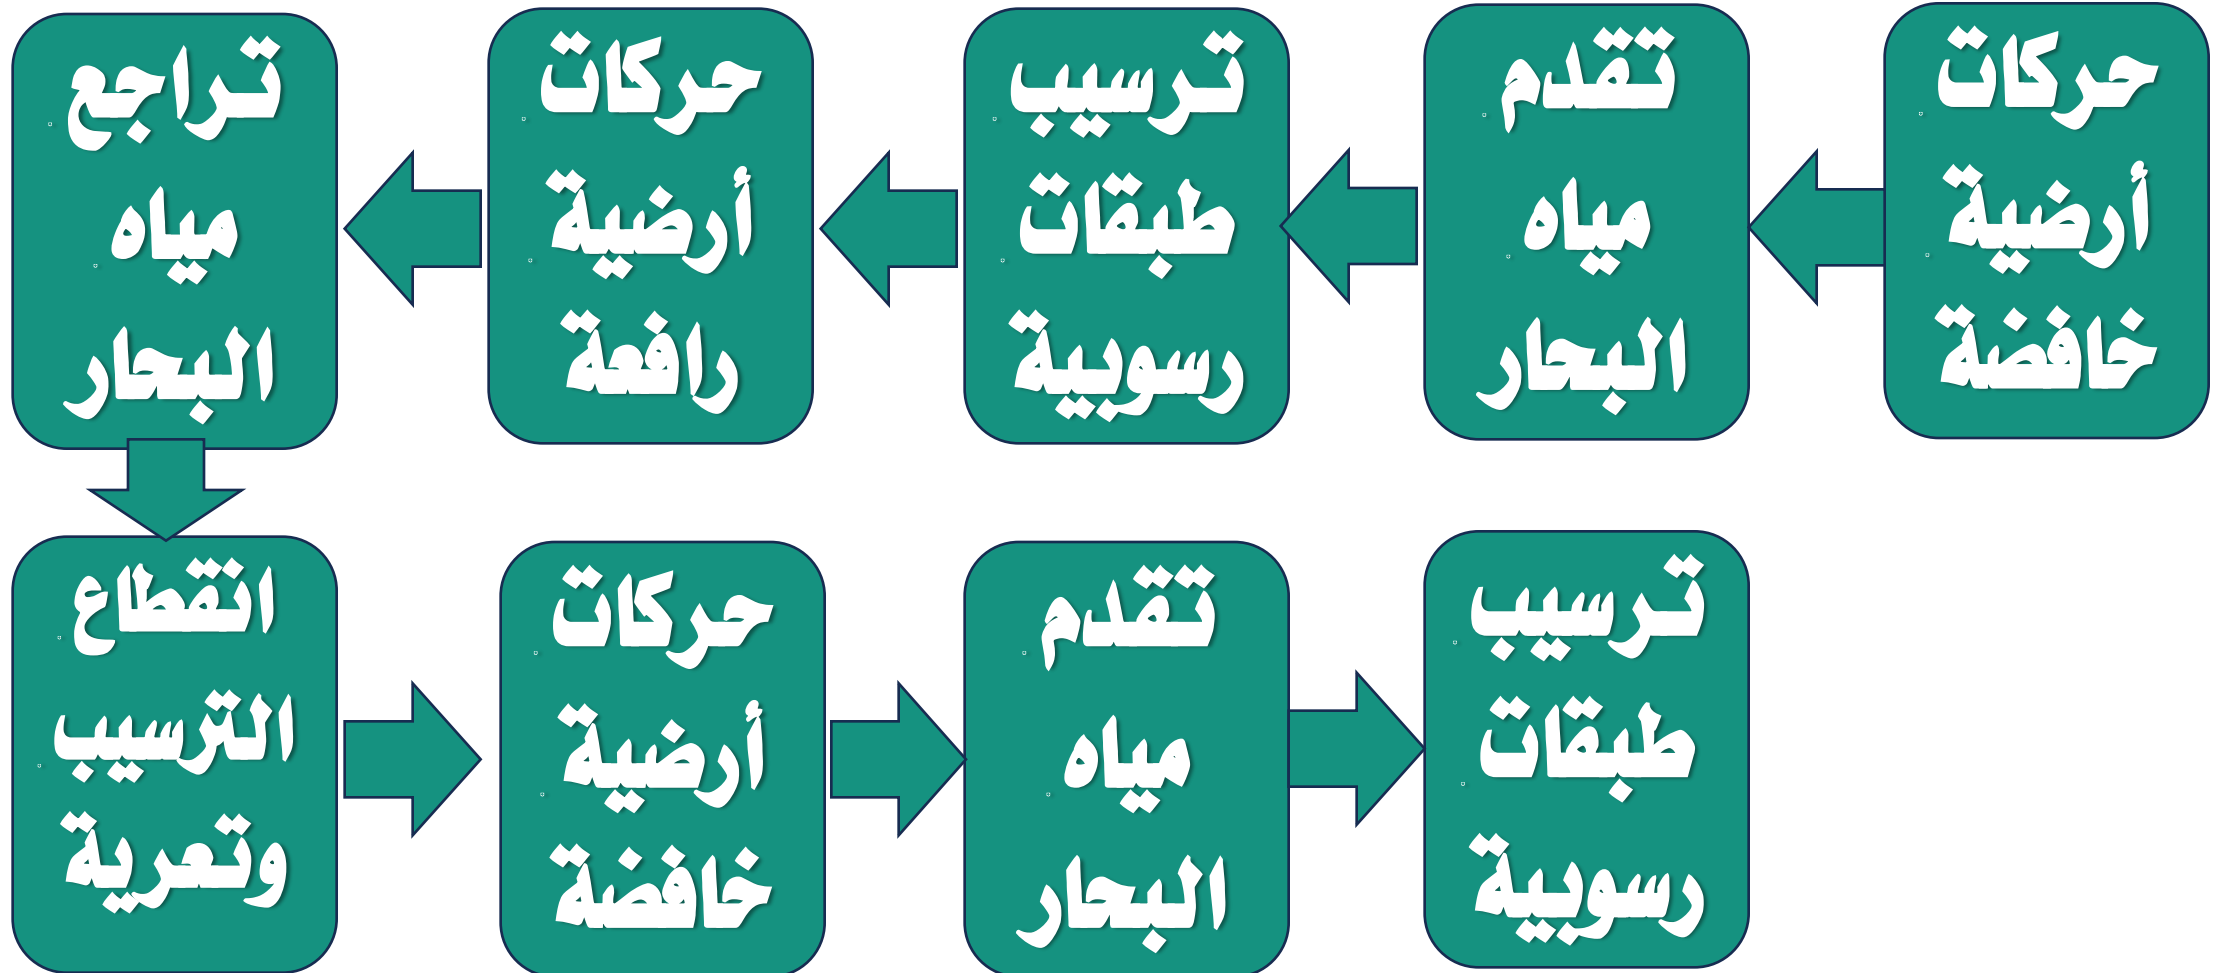 حركات
أرضية
خافضة
تقدم
مياه
البحار
ترسيب
طبقات
رسوبية
حركات
أرضية
رافعة
تراجع
مياه
البحار
انقطاع
الترسيب
وتعرية
حركات
أرضية
خافضة
تقدم
مياه
البحار
ترسيب
طبقات
رسوبية